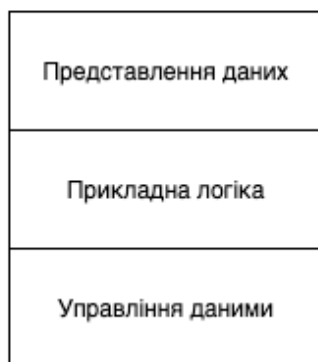 Представлення даних
Прикладна логіка
Управління даними